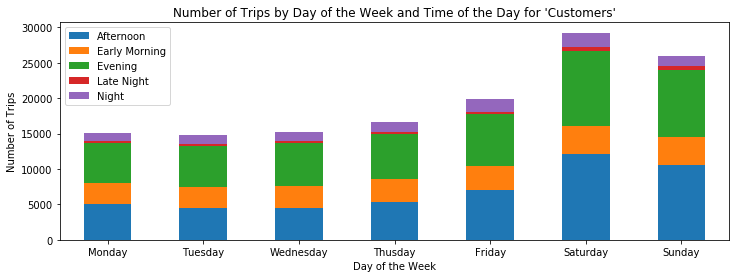 Number of Trips by Day of the Week and Time of the Day for 'Customers'
Number of Trips
30000
25000
20000
15000
10000
5000
0
Afternoon
Early Morning
Evening
Late Night
Night
Monday
Tuesday
Wednesday
Thusday
Friday
Saturday
Sunday
Day of the Week